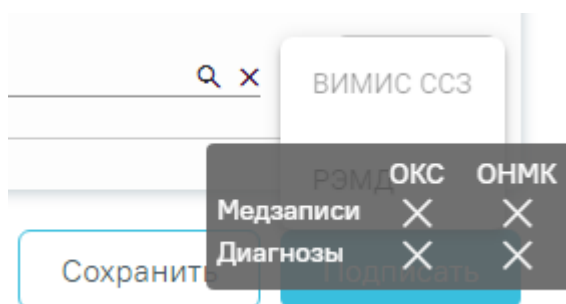 ВИМИС ССЗ
РЭМД
ОКС ОНМК
Медзаписи
Диагнозы
Сохранить
Подписать